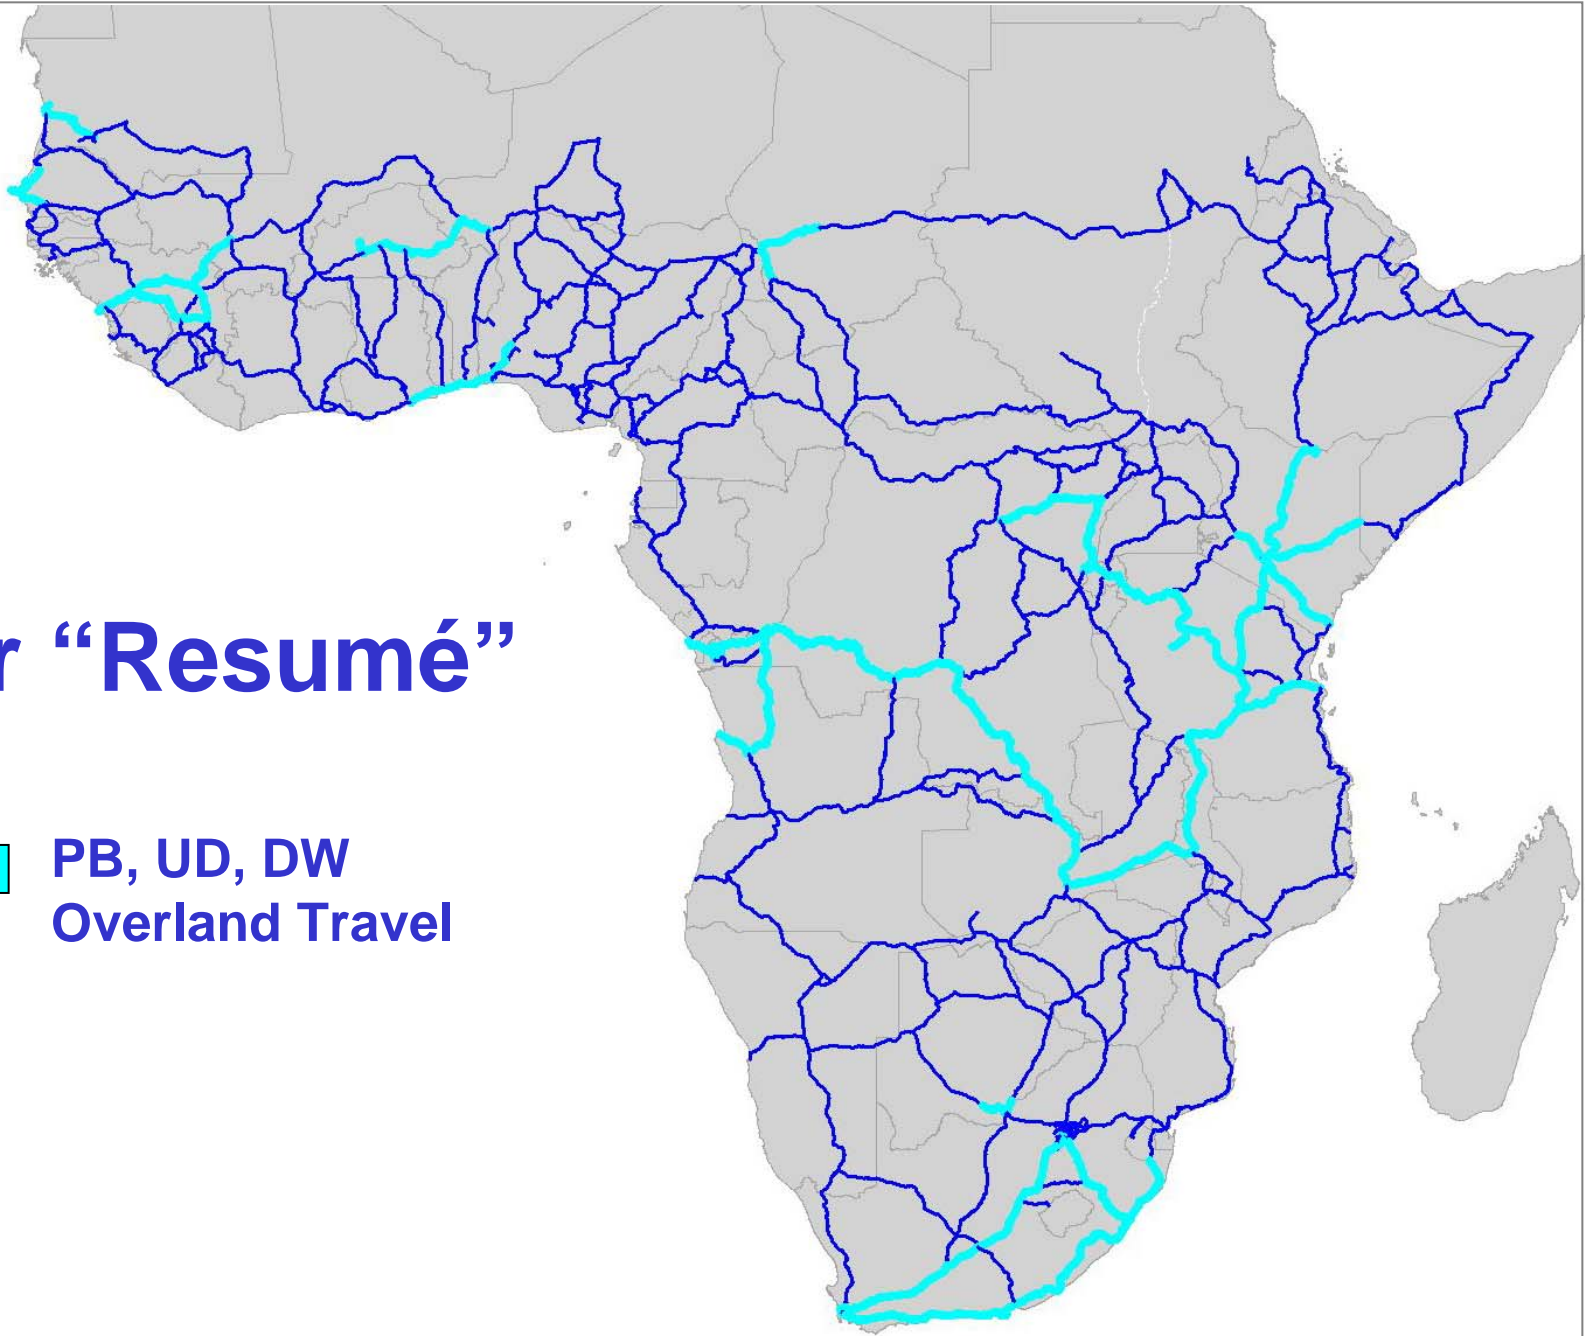 r “Resumé”
PB, UD, DW
Overland Travel